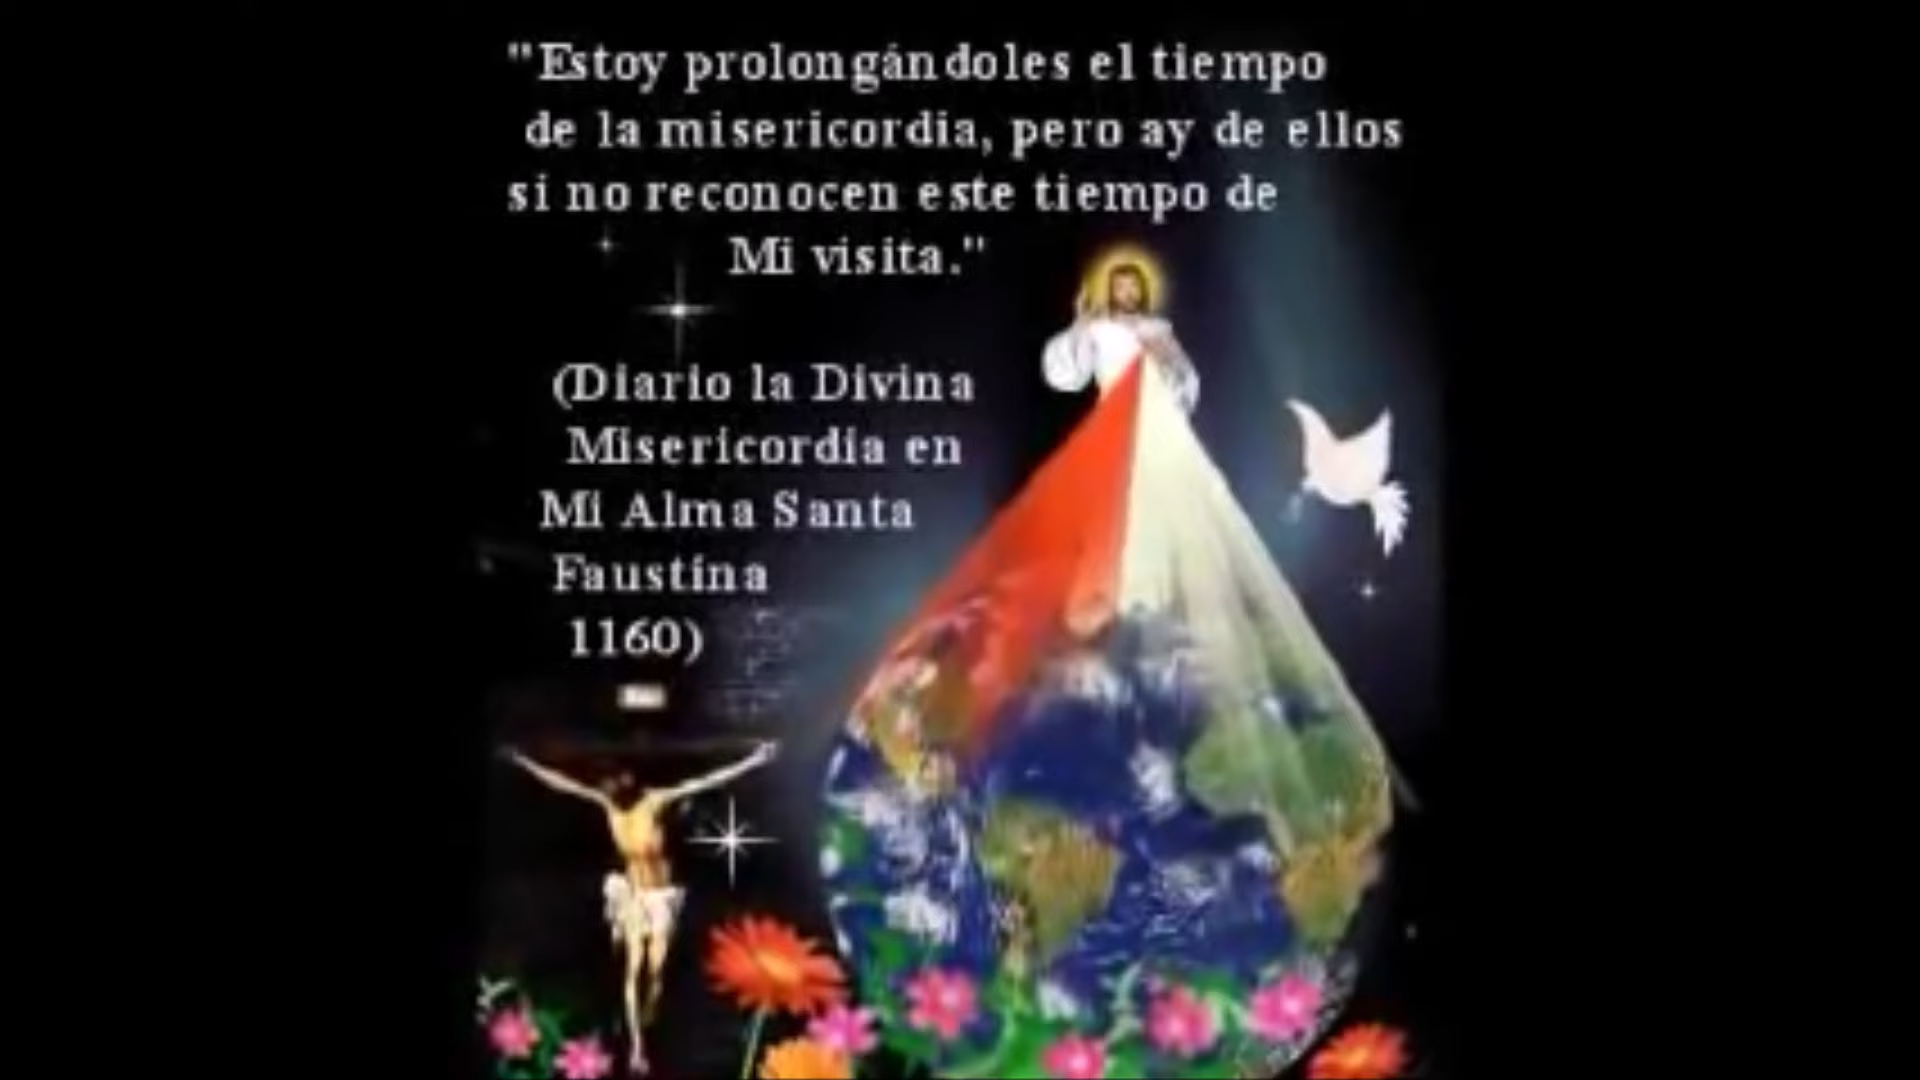 "Estoy prolongándoles el tiempo
de la misericordia, pero ay de ellos
si no reconocen este tiempo de
Mi visita."
(Diario la Divina
Misericordia en
Mi Alma Santa
Faustina
1160)